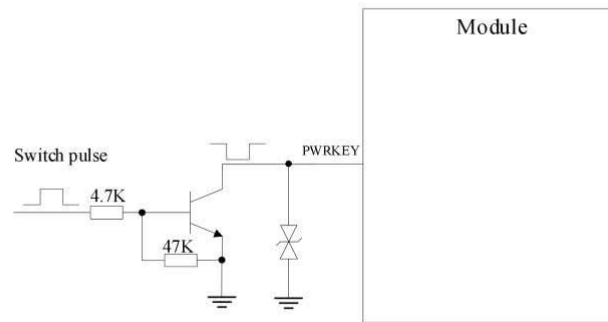 Module
PWRKEY
Switch pulse
4.7K
47K